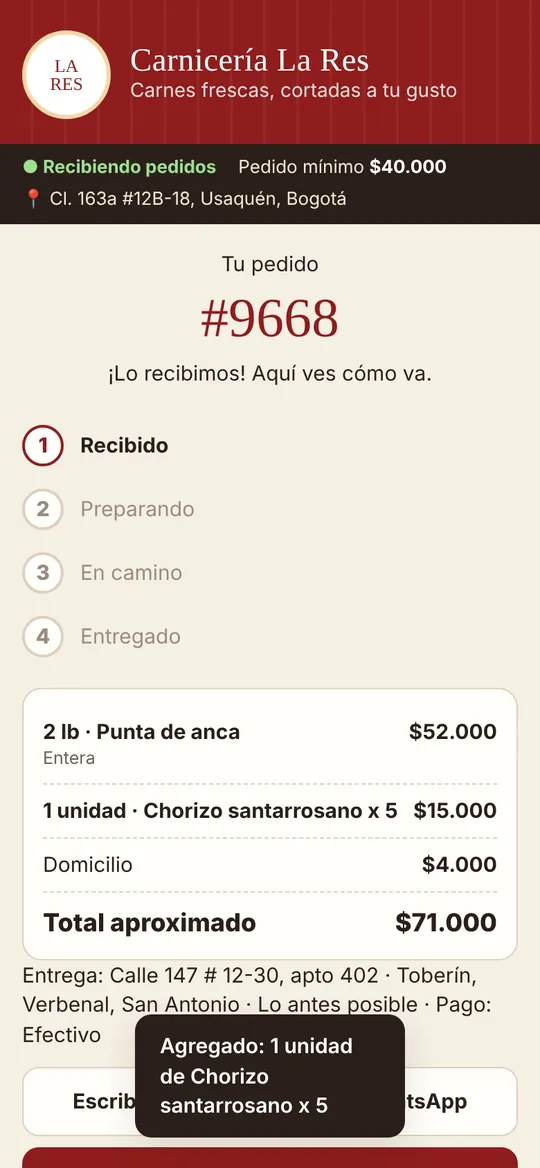 LA
RES
Carnicería La Res
Carnes frescas, cortadas a tu gusto
Recibiendo pedidos Pedido mínimo $40.000
Cl. 163a #12B-18, Usaquén, Bogotá
Tu pedido
#9668
¡Lo recibimos! Aquí ves cómo va.
1 Recibido
2 Preparando
3 En camino
4 Entregado
2 lb · Punta de anca $52.000
Entera
1 unidad · Chorizo santarrosano x 5 $15.000
Domicilio $4.000
Total aproximado $71.000
Entrega: Calle 147 # 12-30, apto 402 · Toberín,
Verbenal, San Antonio · Lo antes posible · Pago:
Efectivo
Agregado: 1 unidad
de Chorizo
santarrosano x 5